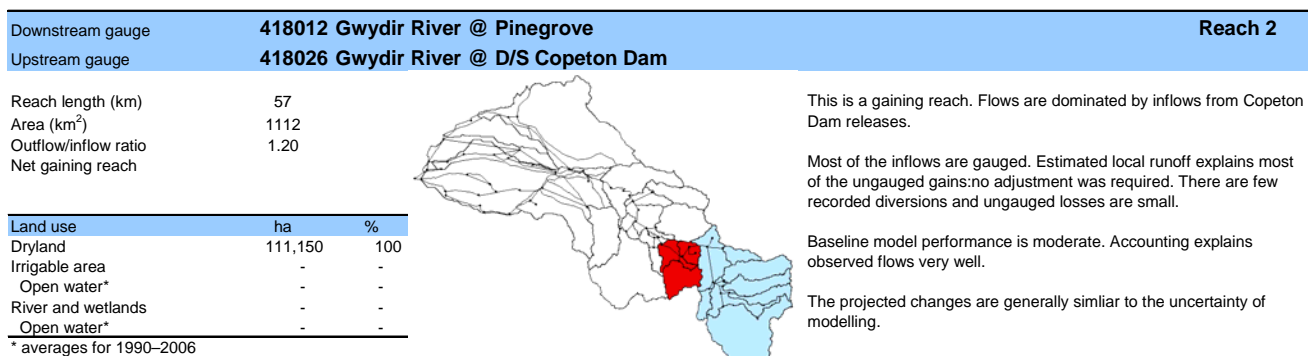 Downstream gauge 418012 Gwydir River @ Pinegrove Reach 2
Upstream gauge 418026 Gwydir River @ D/S Copeton Dam
Reach length (km) 57
Area (km2) 1112
Outflow/inflow ratio 1.20
Net gaining reach
Land use ha %
Dryland 111,150 100
Irrigable area - -
Open water* - -
River and wetlands - -
Open water* - -
* averages for 1990–2006
This is a gaining reach. Flows are dominated by inflows from Copeton
Dam releases.
Most of the inflows are gauged. Estimated local runoff explains most
of the ungauged gains:no adjustment was required. There are few
recorded diversions and ungauged losses are small.
Baseline model performance is moderate. Accounting explains
observed flows very well.
The projected changes are generally simliar to the uncertainty of
modelling.